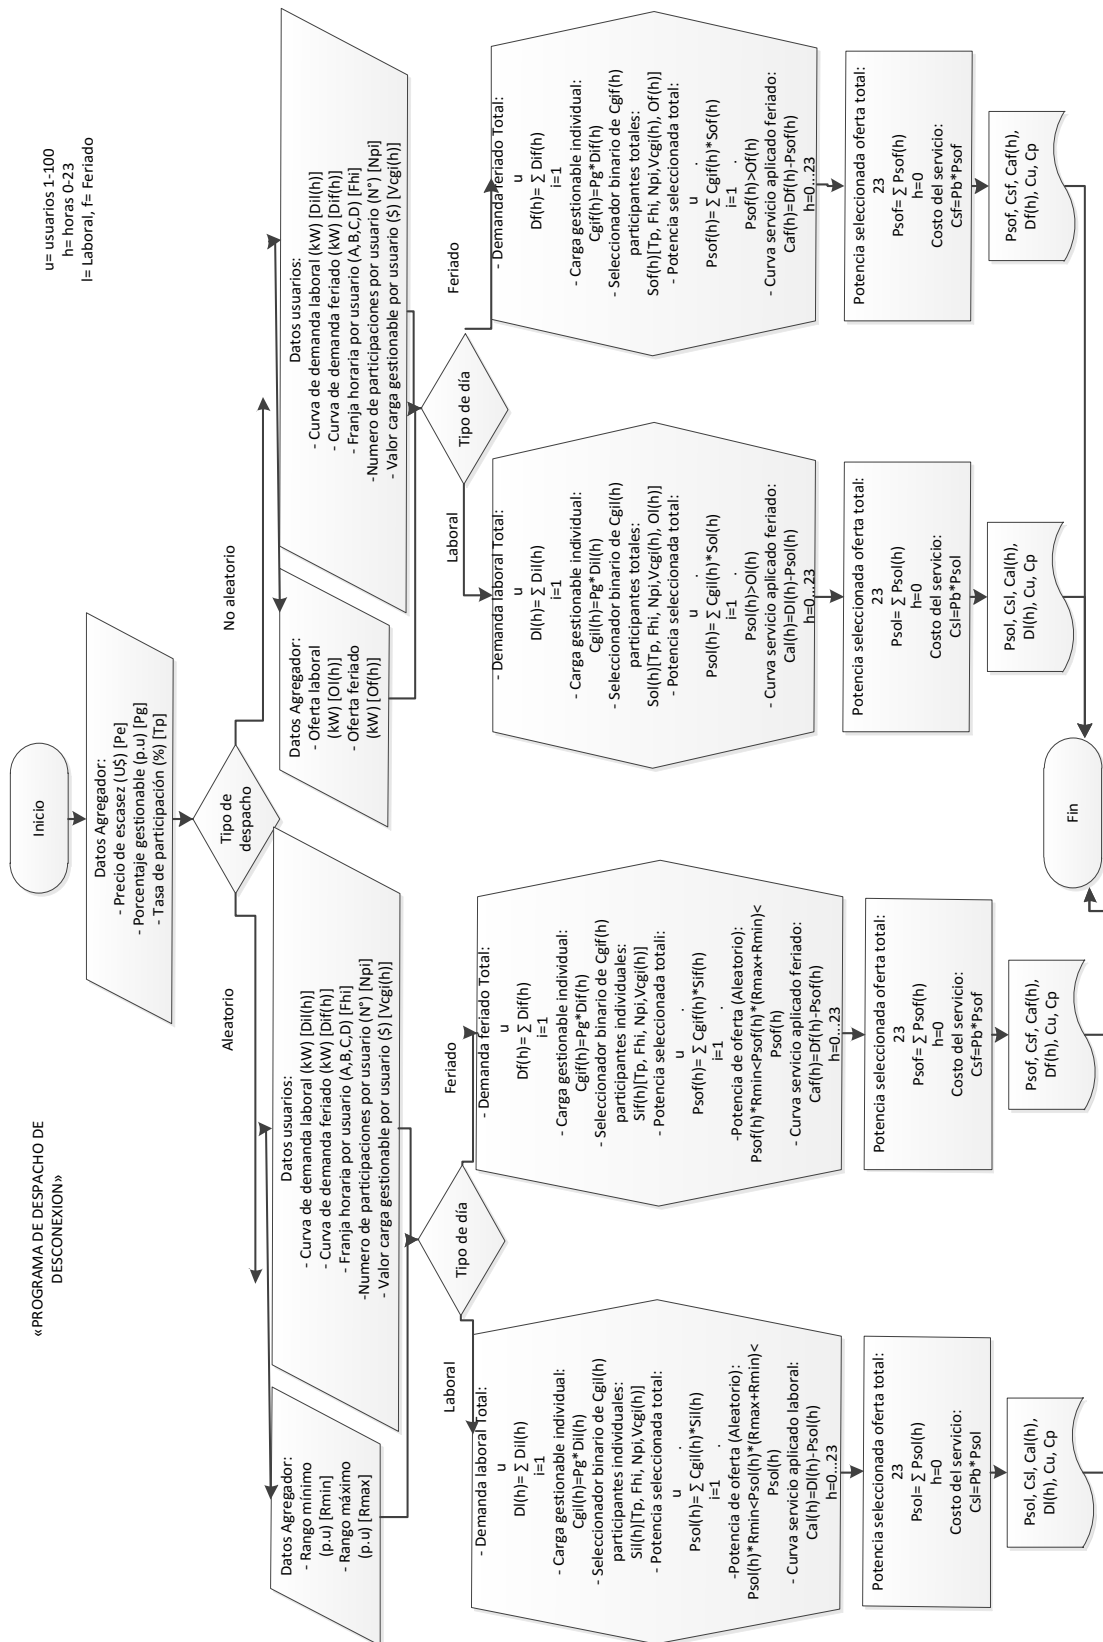 «PROGRAMA DE DESPACHO DE
DESCONEXION»
u= usuarios 1-100
h= horas 0-23
l= Laboral, f= Feriado
Inicio
Datos Agregador:
- Precio de escasez (U$) [Pe]
- Porcentaje gestionable (p.u) [Pg]
- Tasa de participación (%) [Tp]
Tipo de
despacho
Aleatorio
No aleatorio
Datos Agregador:
- Rango mínimo
(p.u) [Rmin]
- Rango máximo
(p.u) [Rmax]
Datos usuarios:
- Curva de demanda laboral (kW) [Dil(h)]
- Curva de demanda feriado (kW) [Dif(h)]
- Franja horaria por usuario (A,B,C,D) [Fhi]
-Numero de participaciones por usuario (N°) [Npi]
- Valor carga gestionable por usuario ($) [Vcgi(h)]
Datos Agregador:
- Oferta laboral
(kW) [Ol(h)]
- Oferta feriado
(kW) [Of(h)]
Datos usuarios:
- Curva de demanda laboral (kW) [Dil(h)]
- Curva de demanda feriado (kW) [Dif(h)]
- Franja horaria por usuario (A,B,C,D) [Fhi]
-Numero de participaciones por usuario (N°) [Npi]
- Valor carga gestionable por usuario ($) [Vcgi(h)]
Tipo de día
Laboral
Feriado
Tipo de día
Laboral
Feriado
- Demanda laboral Total:
u
Dl(h)= ∑ Dil(h)
i=1
- Carga gestionable individual:
Cgil(h)=Pg*Dil(h)
- Seleccionador binario de Cgil(h)
participantes individuales:
Sil(h)[Tp, Fhi, Npi,Vcgi(h)]
- Potencia seleccionada total:
u .
Psol(h)= ∑ Cgil(h)*Sil(h)
i=1 .
-Potencia de oferta (Aleatorio):
Psol(h)*Rmin<Psol(h)*(Rmax+Rmin)<
Psol(h)
- Curva servicio aplicado laboral:
Cal(h)=Dl(h)-Psol(h)
h=0...23
- Demanda feriado Total:
u
Df(h)= ∑ Dif(h)
i=1
- Carga gestionable individual:
Cgif(h)=Pg*Dif(h)
- Seleccionador binario de Cgif(h)
participantes individuales:
Sif(h)[Tp, Fhi, Npi,Vcgi(h)]
- Potencia seleccionada totali:
u .
Psof(h)= ∑ Cgif(h)*Sif(h)
i=1 .
-Potencia de oferta (Aleatorio):
Psof(h)*Rmin<Psof(h)*(Rmax+Rmin)<
Psof(h)
- Curva servicio aplicado feriado:
Caf(h)=Df(h)-Psof(h)
h=0...23
- Demanda laboral Total:
u
Dl(h)= ∑ Dil(h)
i=1
- Carga gestionable individual:
Cgil(h)=Pg*Dil(h)
- Seleccionador binario de Cgil(h)
participantes totales:
Sol(h)[Tp, Fhi, Npi,Vcgi(h), Ol(h)]
- Potencia seleccionada total:
u .
Psol(h)= ∑ Cgil(h)*Sol(h)
i=1 .
Psol(h)>Ol(h)
- Curva servicio aplicado feriado:
Cal(h)=Dl(h)-Psol(h)
h=0...23
- Demanda feriado Total:
u
Df(h)= ∑ Dif(h)
i=1
- Carga gestionable individual:
Cgif(h)=Pg*Dif(h)
- Seleccionador binario de Cgif(h)
participantes totales:
Sof(h)[Tp, Fhi, Npi,Vcgi(h), Of(h)]
- Potencia seleccionada total:
u .
Psof(h)= ∑ Cgif(h)*Sof(h)
i=1 .
Psof(h)>Of(h)
- Curva servicio aplicado feriado:
Caf(h)=Df(h)-Psof(h)
h=0...23
Potencia seleccionada oferta total:
23
Psol= ∑ Psol(h)
h=0
Costo del servicio:
Csl=Pb*Psol
Potencia seleccionada oferta total:
23
Psof= ∑ Psof(h)
h=0
Costo del servicio:
Csf=Pb*Psof
Potencia seleccionada oferta total:
23
Psol= ∑ Psol(h)
h=0
Costo del servicio:
Csl=Pb*Psol
Potencia seleccionada oferta total:
23
Psof= ∑ Psof(h)
h=0
Costo del servicio:
Csf=Pb*Psof
Psol, Csl, Cal(h),
Dl(h), Cu, Cp
Psof, Csf, Caf(h),
Df(h), Cu, Cp
Psol, Csl, Cal(h),
Dl(h), Cu, Cp
Psof, Csf, Caf(h),
Df(h), Cu, Cp
Fin